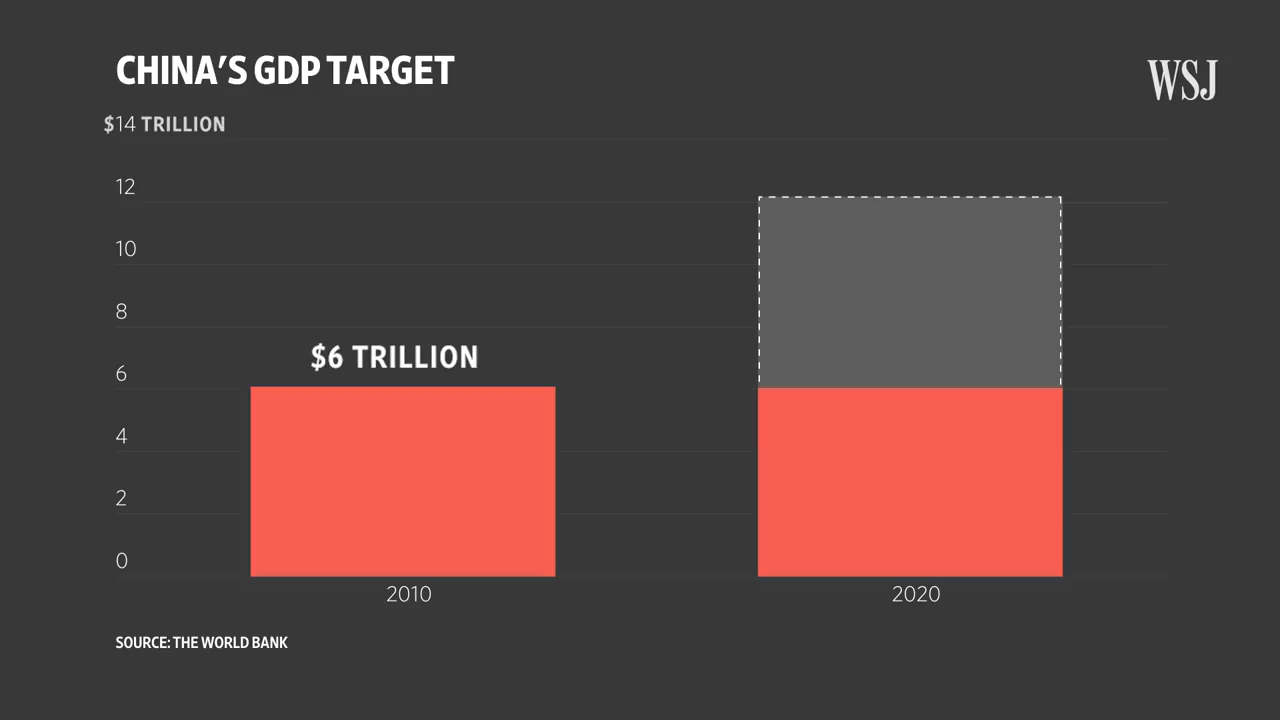 CHINA'S GDP TARGET
WSJ
$14 TRILLION
12
10
8
$6 TRILLION
6
4
2
0
2010 2020
SOURCE: THE WORLD BANK